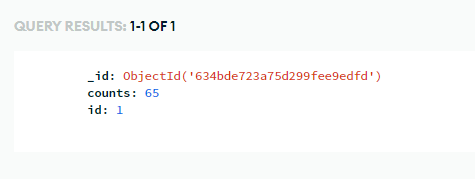 QUERY RESULTS: 1-1 OF 1
_id: ObjectId('634bde723a75d299fee9edfd')
counts: 65
id: 1